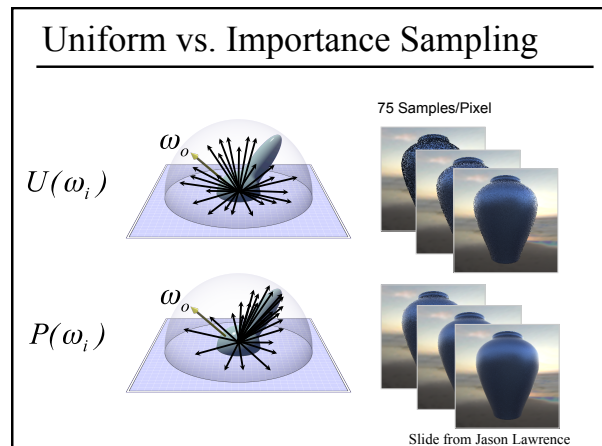 Uniform vs. Importance Sampling
75 Samples/Pixel
ωₒ
U(ωᵢ)
ωₒ
P(ωᵢ)
Slide from Jason Lawrence